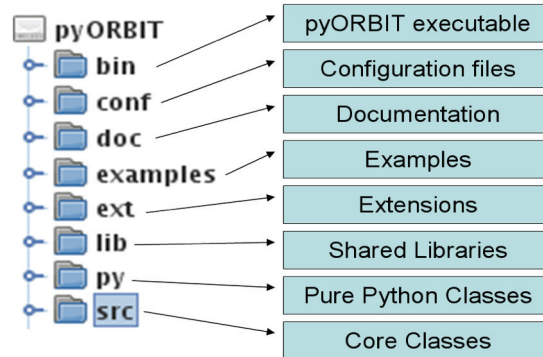 pyORBIT
bin
conf
doc
examples
ext
lib
py
src
pyORBIT executable
Configuration files
Documentation
Examples
Extensions
Shared Libraries
Pure Python Classes
Core Classes